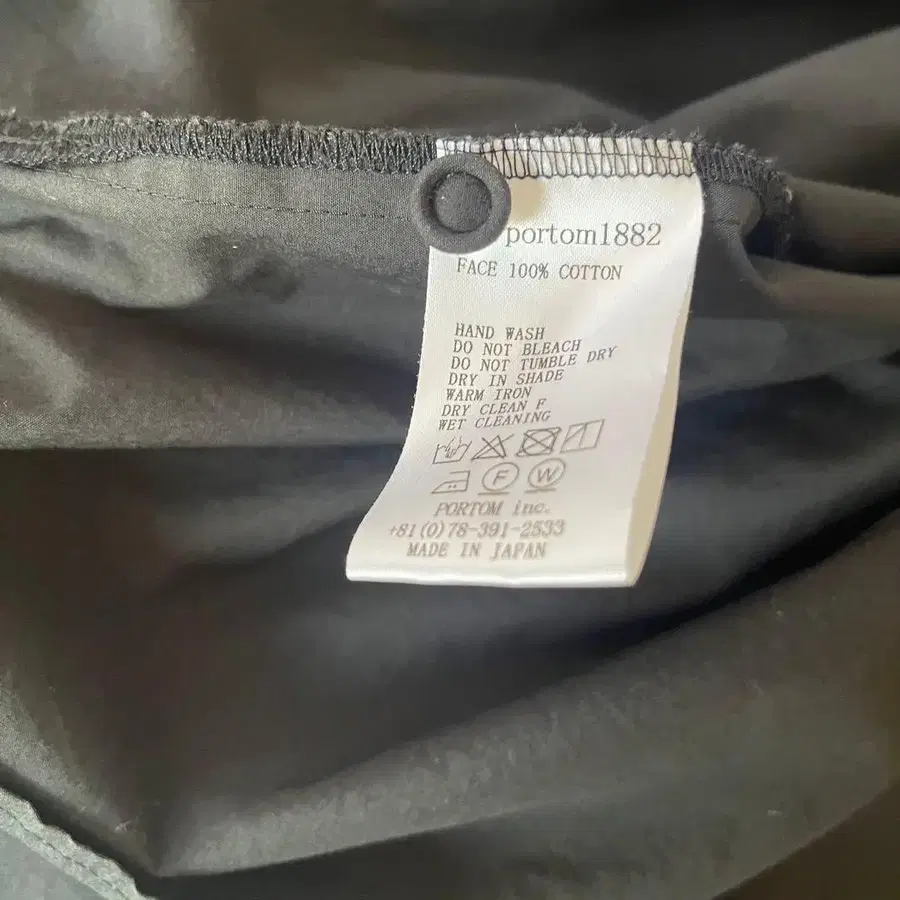 portom1882
FACE 100% COTTON
HAND WASH
DO NOT BLEACH
DO NOT TUMBLE DRY
DRY IN SHADE
WARM IRON
DRY CLEAN F
WET CLEANING
F W
PORTOM inc.
+81(0)78-391-2533
MADE IN JAPAN